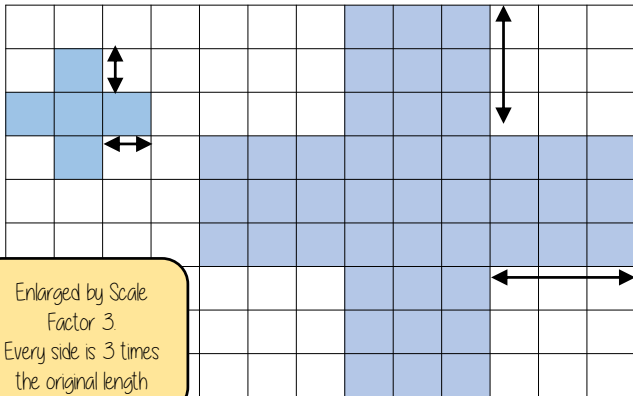 Enlarged by Scale
Factor 3.
Every side is 3 times
the original length